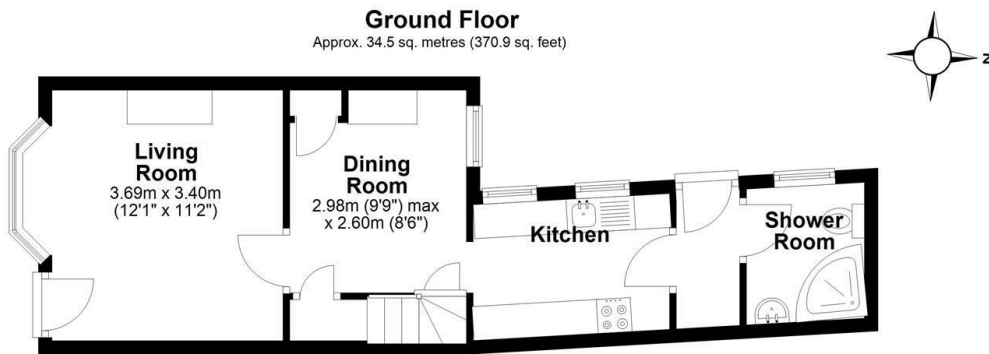 Ground Floor
Approx. 34.5 sq. metres (370.9 sq. feet)
N
Living
Room
3.69m x 3.40m
(12'1" x 11'2")
Dining
Room
2.98m (9'9") max
x 2.60m (8'6")
Kitchen
Shower
Room